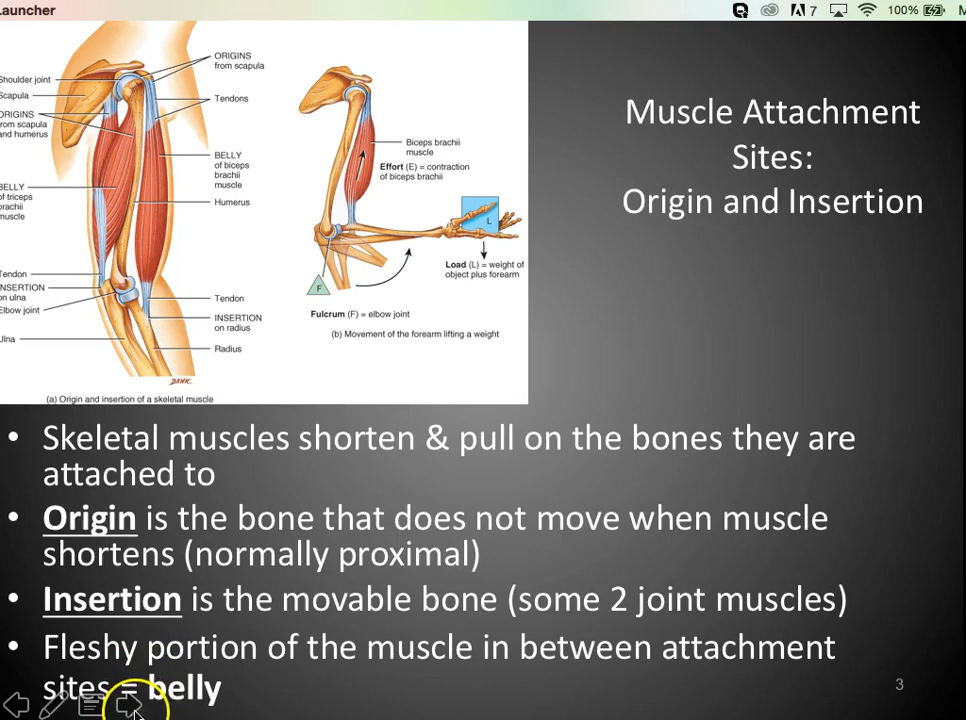 auncher
7
100%
M
Shoulder joint
Scapula
ORIGINS
from scapula
and humerus
BELLY
of triceps
brachii
muscle
Tendon
INSERTION
on ulna
Elbow joint
Ulna
ORIGINS
from scapula
Tendons
BELLY
of biceps
brachii
muscle
Humerus
Tendon
INSERTION
on radius
Radius
DANK
(a) Origin and insertion of a skeletal muscle
Biceps brachii
muscle
Effort (E) = contraction
of biceps brachii
L
Load (L) = weight of
object plus forearm
F
Fulcrum (F) = elbow joint
(b) Movement of the forearm lifting a weight
Muscle Attachment
Sites:
Origin and Insertion
• Skeletal muscles shorten & pull on the bones they are
attached to
• Origin is the bone that does not move when muscle
shortens (normally proximal)
• Insertion is the movable bone (some 2 joint muscles)
• Fleshy portion of the muscle in between attachment
sites = belly
3